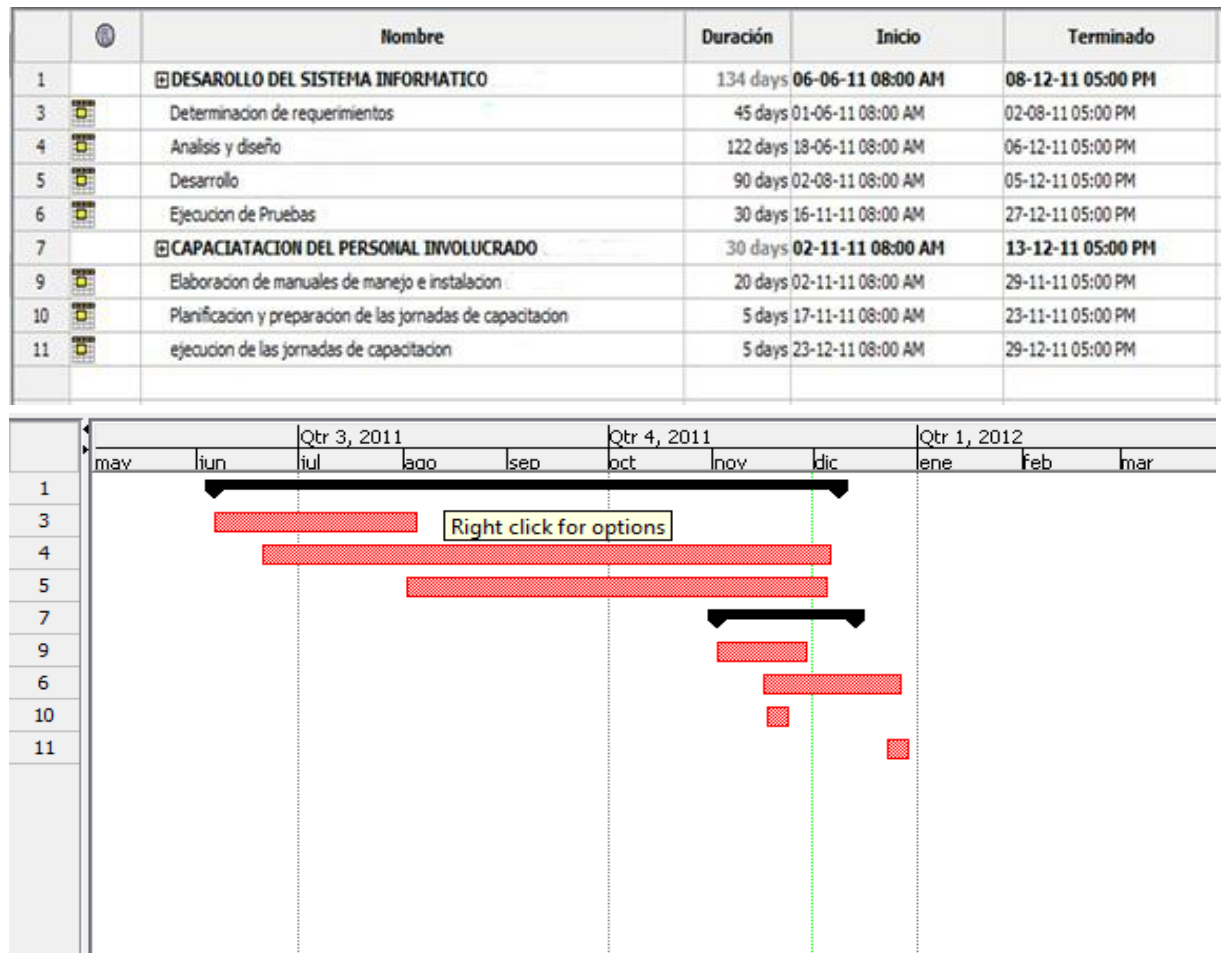 Nombre Duración Inicio Terminado
1 DESAROLLO DEL SISTEMA INFORMATICO 134 days 06-06-11 08:00 AM 08-12-11 05:00 PM
3 Determinacion de requerimientos 45 days 01-06-11 08:00 AM 02-08-11 05:00 PM
4 Analisis y diseño 122 days 18-06-11 08:00 AM 06-12-11 05:00 PM
5 Desarrollo 90 days 02-08-11 08:00 AM 05-12-11 05:00 PM
6 Ejecucion de Pruebas 30 days 16-11-11 08:00 AM 27-12-11 05:00 PM
7 CAPACIATACION DEL PERSONAL INVOLUCRADO 30 days 02-11-11 08:00 AM 13-12-11 05:00 PM
9 Elaboracion de manuales de manejo e instalacion 20 days 02-11-11 08:00 AM 29-11-11 05:00 PM
10 Planificacion y preparacion de las jornadas de capacitacion 5 days 17-11-11 08:00 AM 23-11-11 05:00 PM
11 ejecucion de las jornadas de capacitacion 5 days 23-12-11 08:00 AM 29-12-11 05:00 PM
Qtr 3, 2011 Qtr 4, 2011 Qtr 1, 2012
may jun jul ago sep oct nov dic ene feb mar
1
3 Right click for options
4
5
7
9
6
10
11